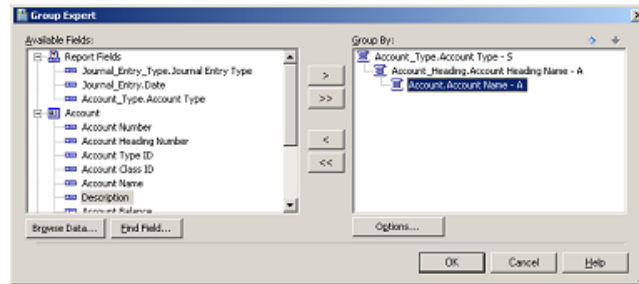 Group Expert
Available Fields:
Report Fields
Journal_Entry_Type.Journal Entry Type
Journal_Entry.Date
Account_Type.Account Type
Account
Account Number
Account Heading Number
Account Type ID
Account Class ID
Account Name
Description
Account Balance
>
>>
<
<<
Group By:
Account_Type.Account Type - S
Account_Heading.Account Heading Name - A
Account.Account Name - A
Browse Data... Find Field...
Options...
OK Cancel Help